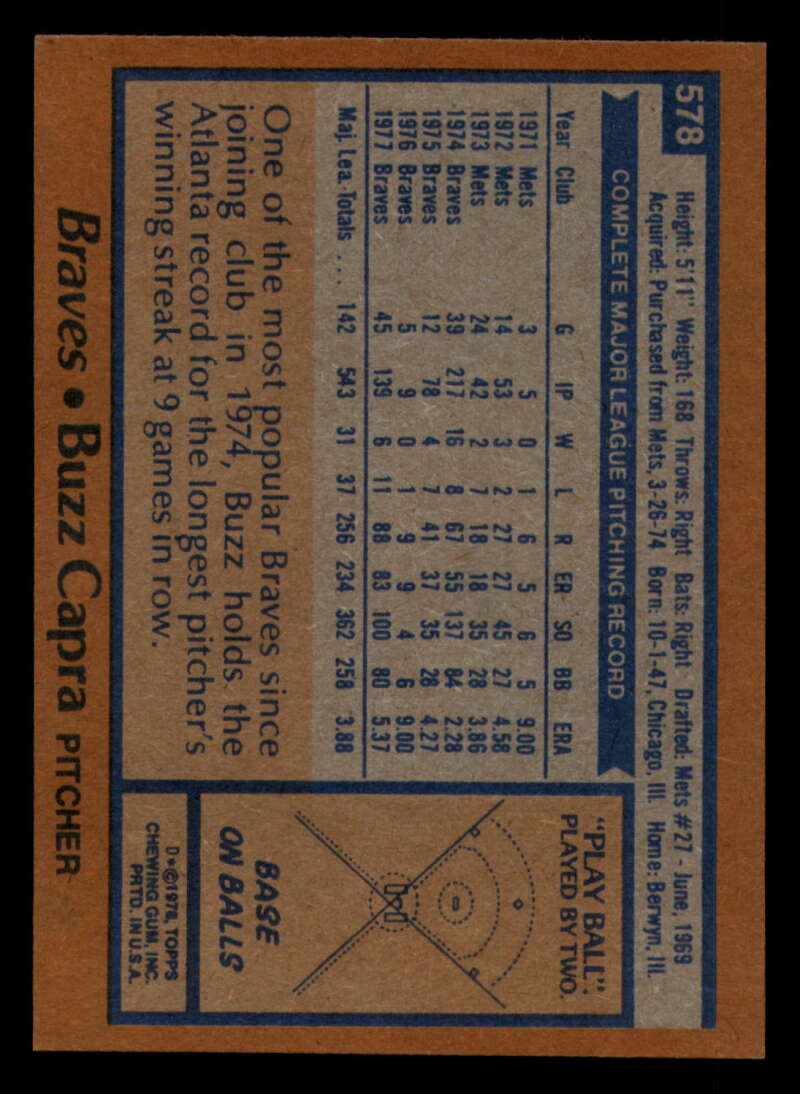 578
Height: 5'11" Weight: 168 Throws: Right Bats: Right Drafted: Mets #27 - June, 1969
Acquired: Purchased from Mets, 3-26-74 Born: 10-1-47, Chicago, Ill. Home: Berwyn, Ill.
COMPLETE MAJOR LEAGUE PITCHING RECORD
Year Club G IP W L R ER SO BB ERA
1971 Mets 3 5 0 1 6 5 6 5 9.00
1972 Mets 14 53 3 2 27 27 45 27 4.58
1973 Mets 24 42 2 7 18 18 35 28 3.86
1974 Braves 39 217 16 8 67 55 137 84 2.28
1975 Braves 12 78 4 7 41 37 35 28 4.27
1976 Braves 5 9 0 1 9 9 4 6 9.00
1977 Braves 45 139 6 11 88 83 100 80 5.37
Maj. Lea. Totals ... 142 543 31 37 256 234 362 258 3.88
One of the most popular Braves since
joining club in 1974, Buzz holds the
Atlanta record for the longest pitcher's
winning streak at 9 games in row.
"PLAY BALL":
PLAYED BY TWO.
BASE
ON BALLS
D*©1978, TOPPS
CHEWING GUM, INC.
PRTD. IN U.S.A.
Braves • Buzz Capra PITCHER